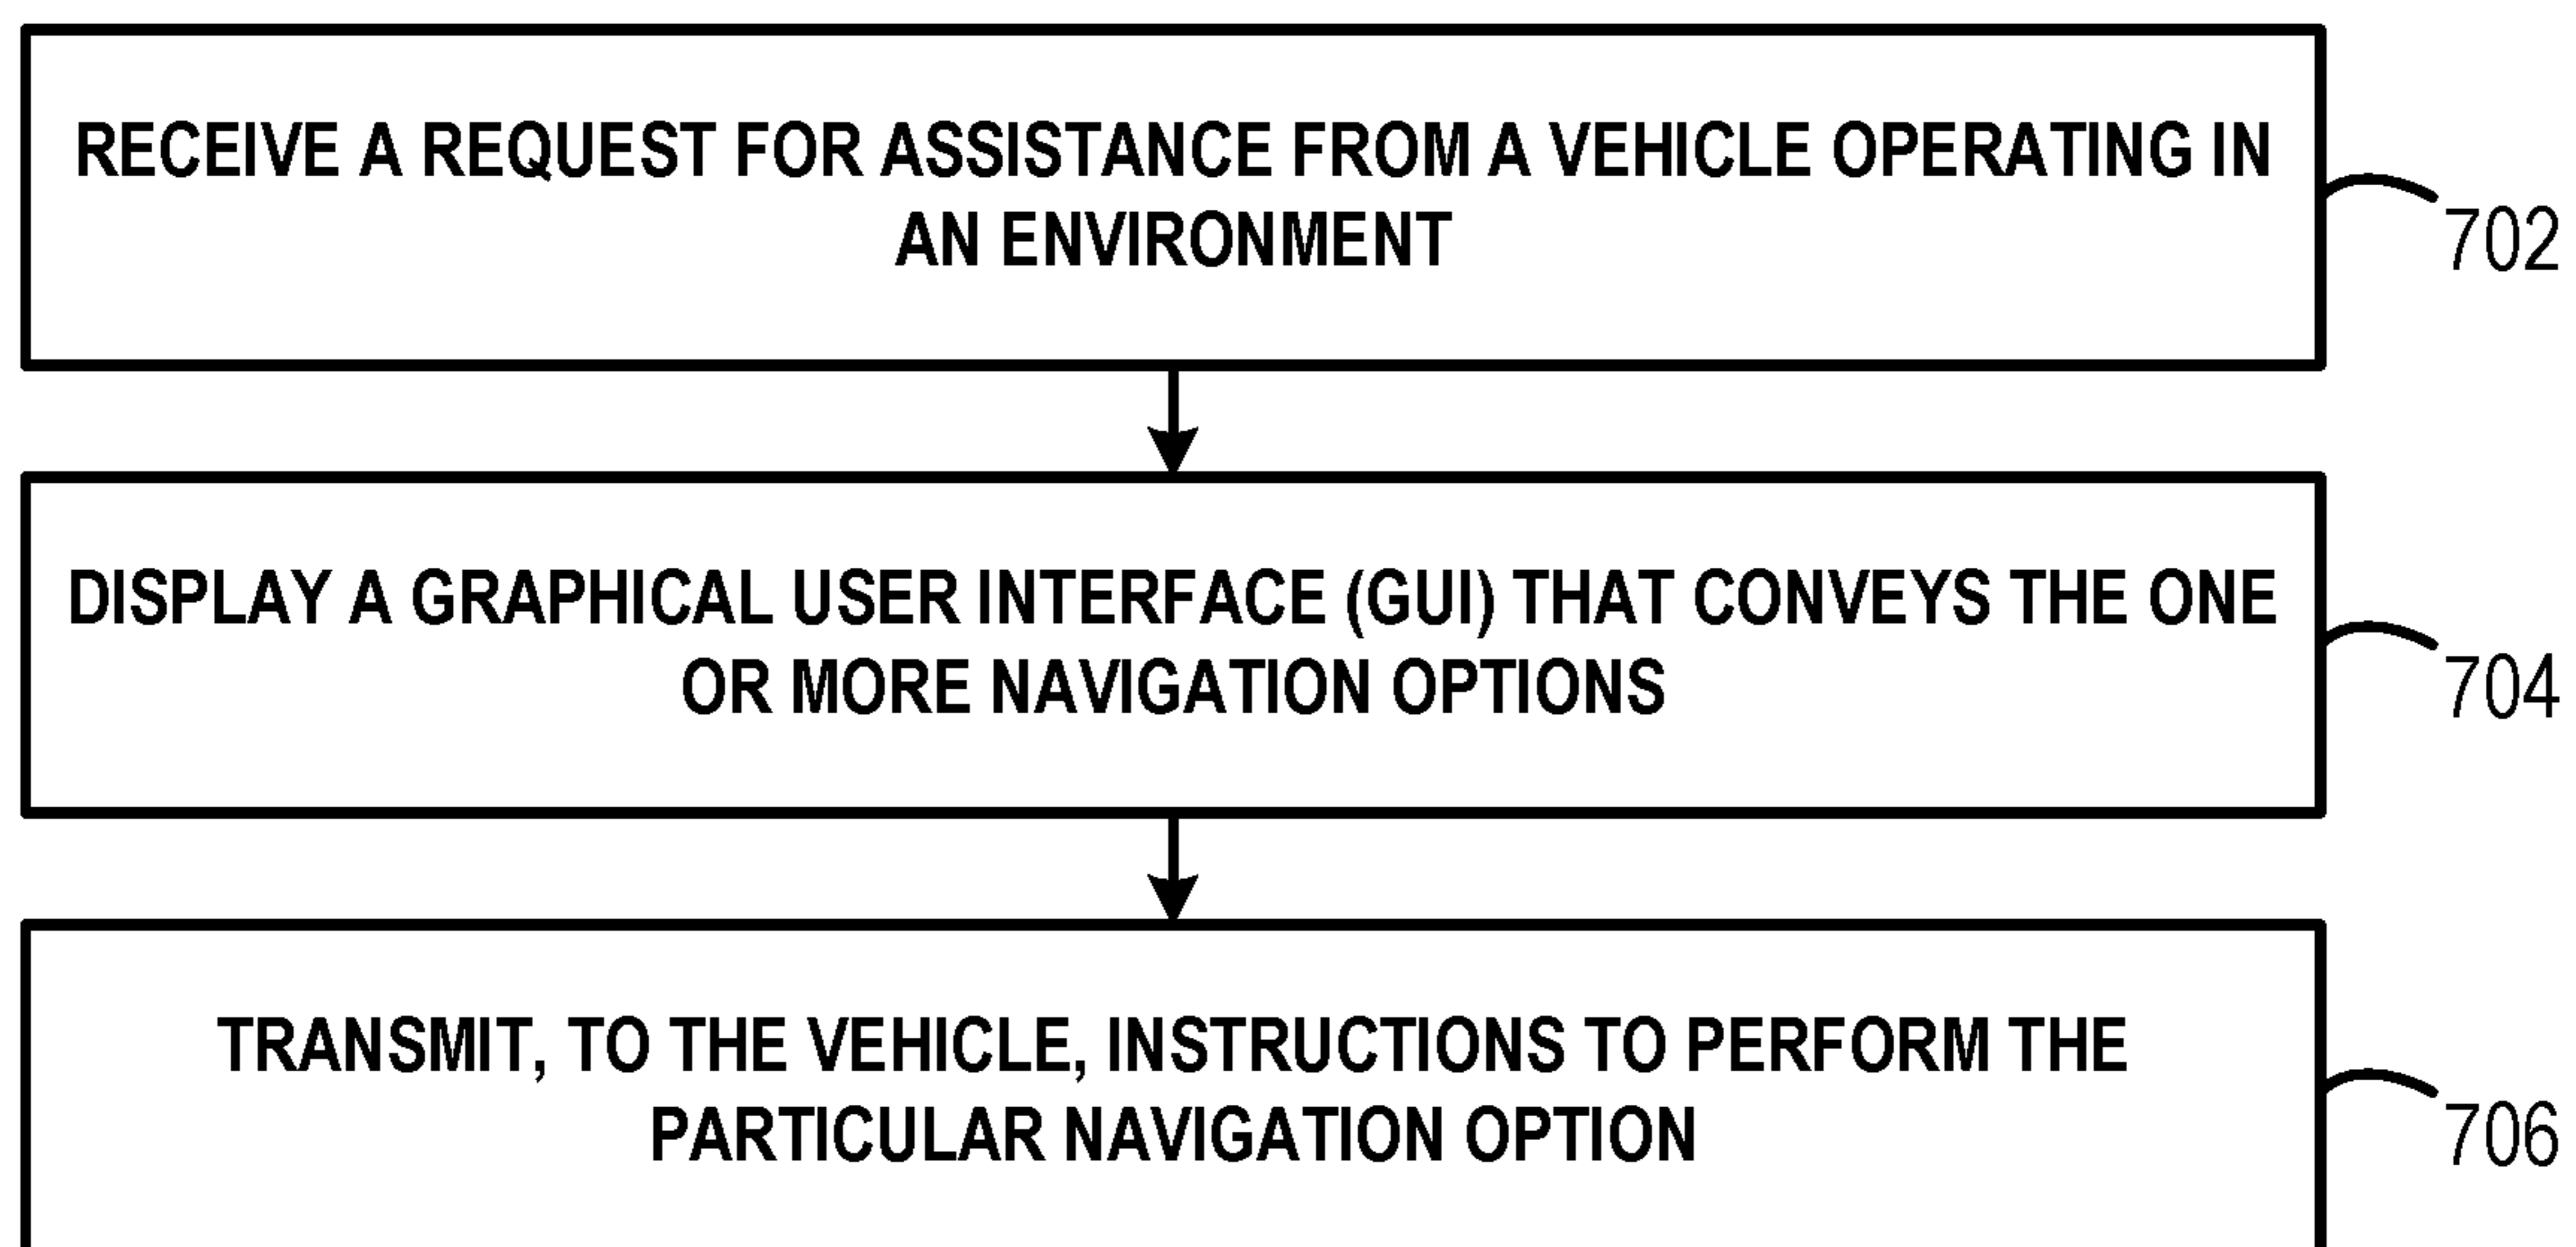 RECEIVE A REQUEST FOR ASSISTANCE FROM A VEHICLE OPERATING IN
AN ENVIRONMENT
702
DISPLAY A GRAPHICAL USER INTERFACE (GUI) THAT CONVEYS THE ONE
OR MORE NAVIGATION OPTIONS
704
TRANSMIT, TO THE VEHICLE, INSTRUCTIONS TO PERFORM THE
PARTICULAR NAVIGATION OPTION
706